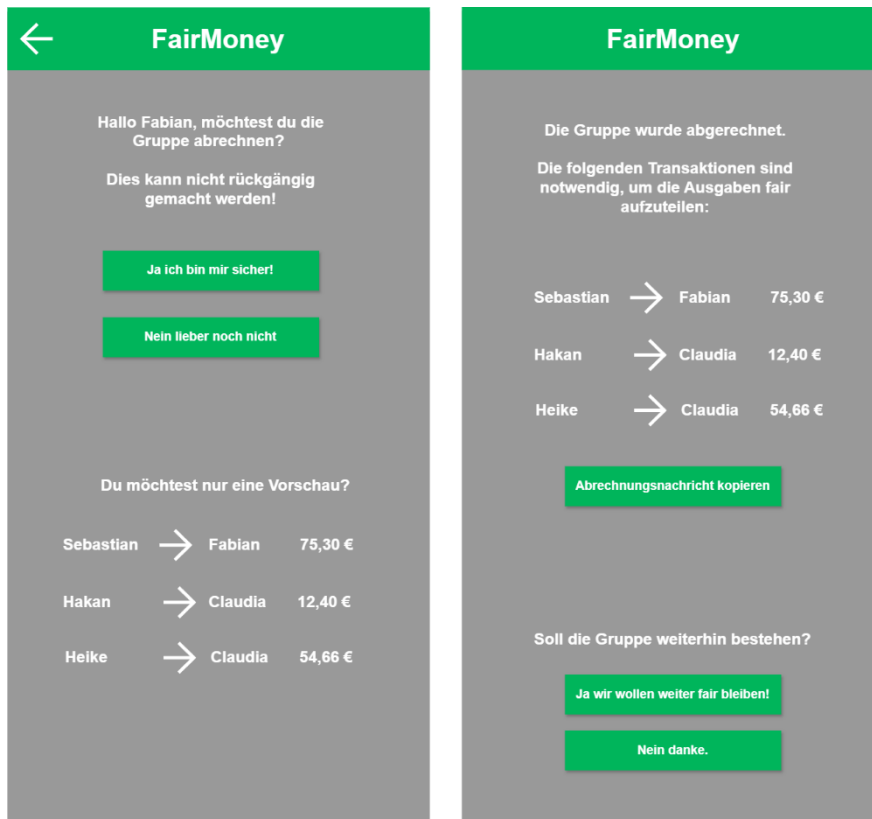 FairMoney
Hallo Fabian, möchtest du die
Gruppe abrechnen?
Dies kann nicht rückgängig
gemacht werden!
Ja ich bin mir sicher!
Nein lieber noch nicht
Du möchtest nur eine Vorschau?
Sebastian Fabian 75,30 €
Hakan Claudia 12,40 €
Heike Claudia 54,66 €
FairMoney
Die Gruppe wurde abgerechnet.
Die folgenden Transaktionen sind
notwendig, um die Ausgaben fair
aufzuteilen:
Sebastian Fabian 75,30 €
Hakan Claudia 12,40 €
Heike Claudia 54,66 €
Abrechnungsnachricht kopieren
Soll die Gruppe weiterhin bestehen?
Ja wir wollen weiter fair bleiben!
Nein danke.